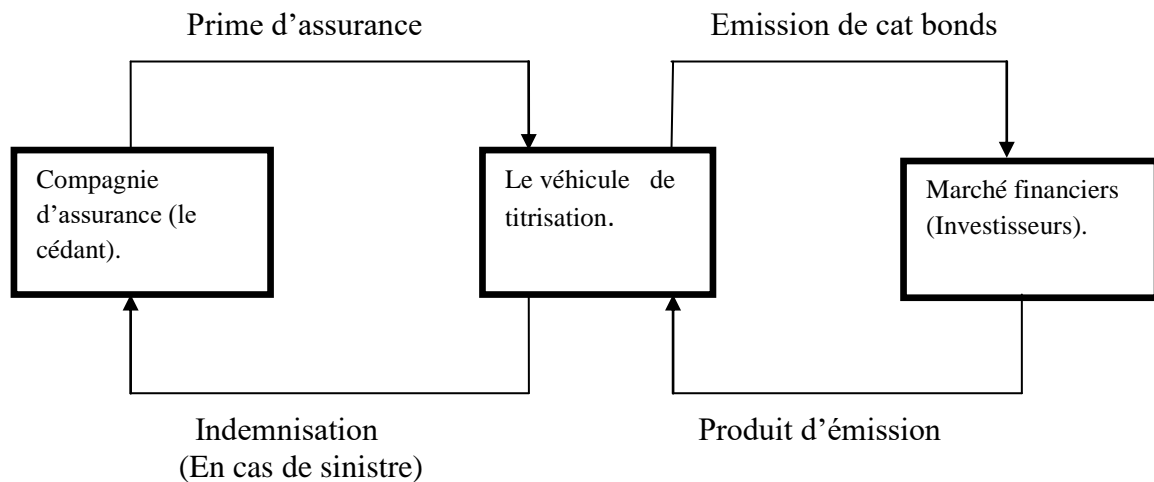 Prime d’assurance
Emission de cat bonds
Compagnie
d’assurance (le
cédant).
Le véhicule de
titrisation.
Marché financiers
(Investisseurs).
Indemnisation
(En cas de sinistre)
Produit d’émission